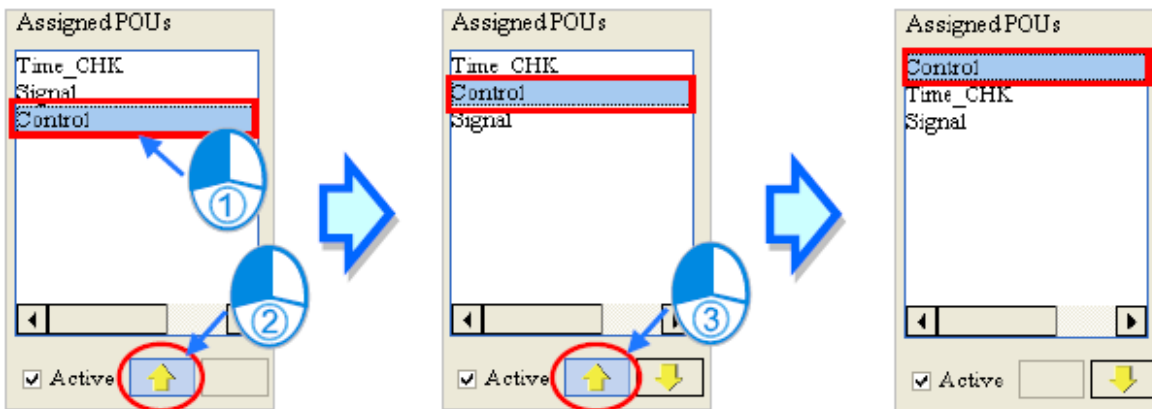 Assigned POUs
Time_CHK
Signal
Control
①
②
Active
Assigned POUs
Time_CHK
Control
Signal
③
Active
Assigned POUs
Control
Time_CHK
Signal
Active